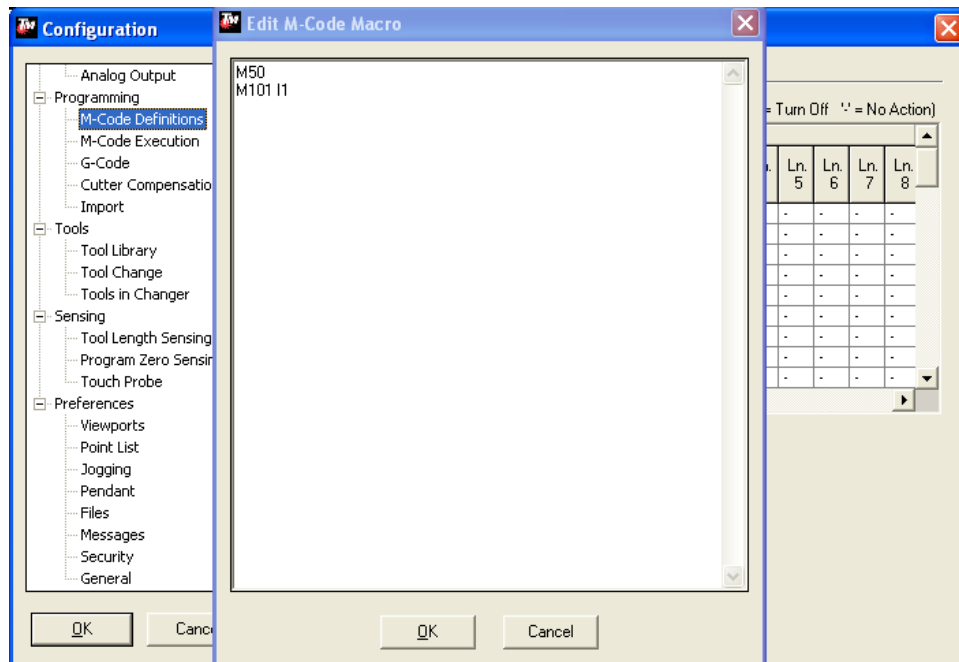 Configuration
Edit M-Code Macro
Analog Output
Programming
M-Code Definitions
M-Code Execution
G-Code
Cutter Compensatio
Import
Tools
Tool Library
Tool Change
Tools in Changer
Sensing
Tool Length Sensing
Program Zero Sensin
Touch Probe
Preferences
Viewports
Point List
Jogging
Pendant
Files
Messages
Security
General
OK
Canc
M50
M101 I1
OK
Cancel
= Turn Off '-' = No Action)
Ln. 5
Ln. 6
Ln. 7
Ln. 8
- - - -
- - - -
- - - -
- - - -
- - - -
- - - -
- - - -
- - - -
- - - -